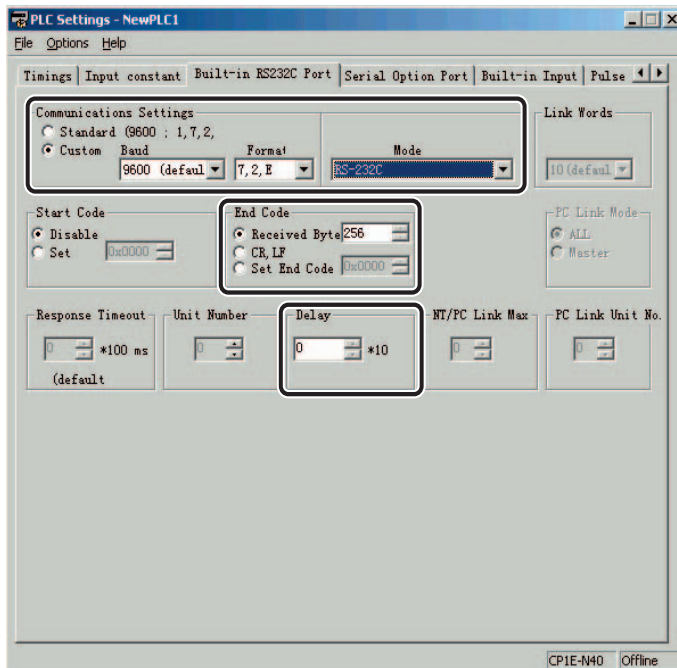 PLC Settings - NewPLC1
File Options Help
Timings Input constant Built-in RS232C Port Serial Option Port Built-in Input Pulse
Communications Settings
Standard (9600 ; 1,7,2,
Custom Baud Format Mode
9600 (defaul 7,2,E RS-232C
Link Words
10 (defaul
Start Code
Disable
Set 0x0000
End Code
Received Byte 256
CR,LF
Set End Code 0x0000
PC Link Mode
ALL
Master
Response Timeout
0 *100 ms
(default
Unit Number
0
Delay
0 *10
NT/PC Link Max
0
PC Link Unit No.
0
CP1E-N40 Offline